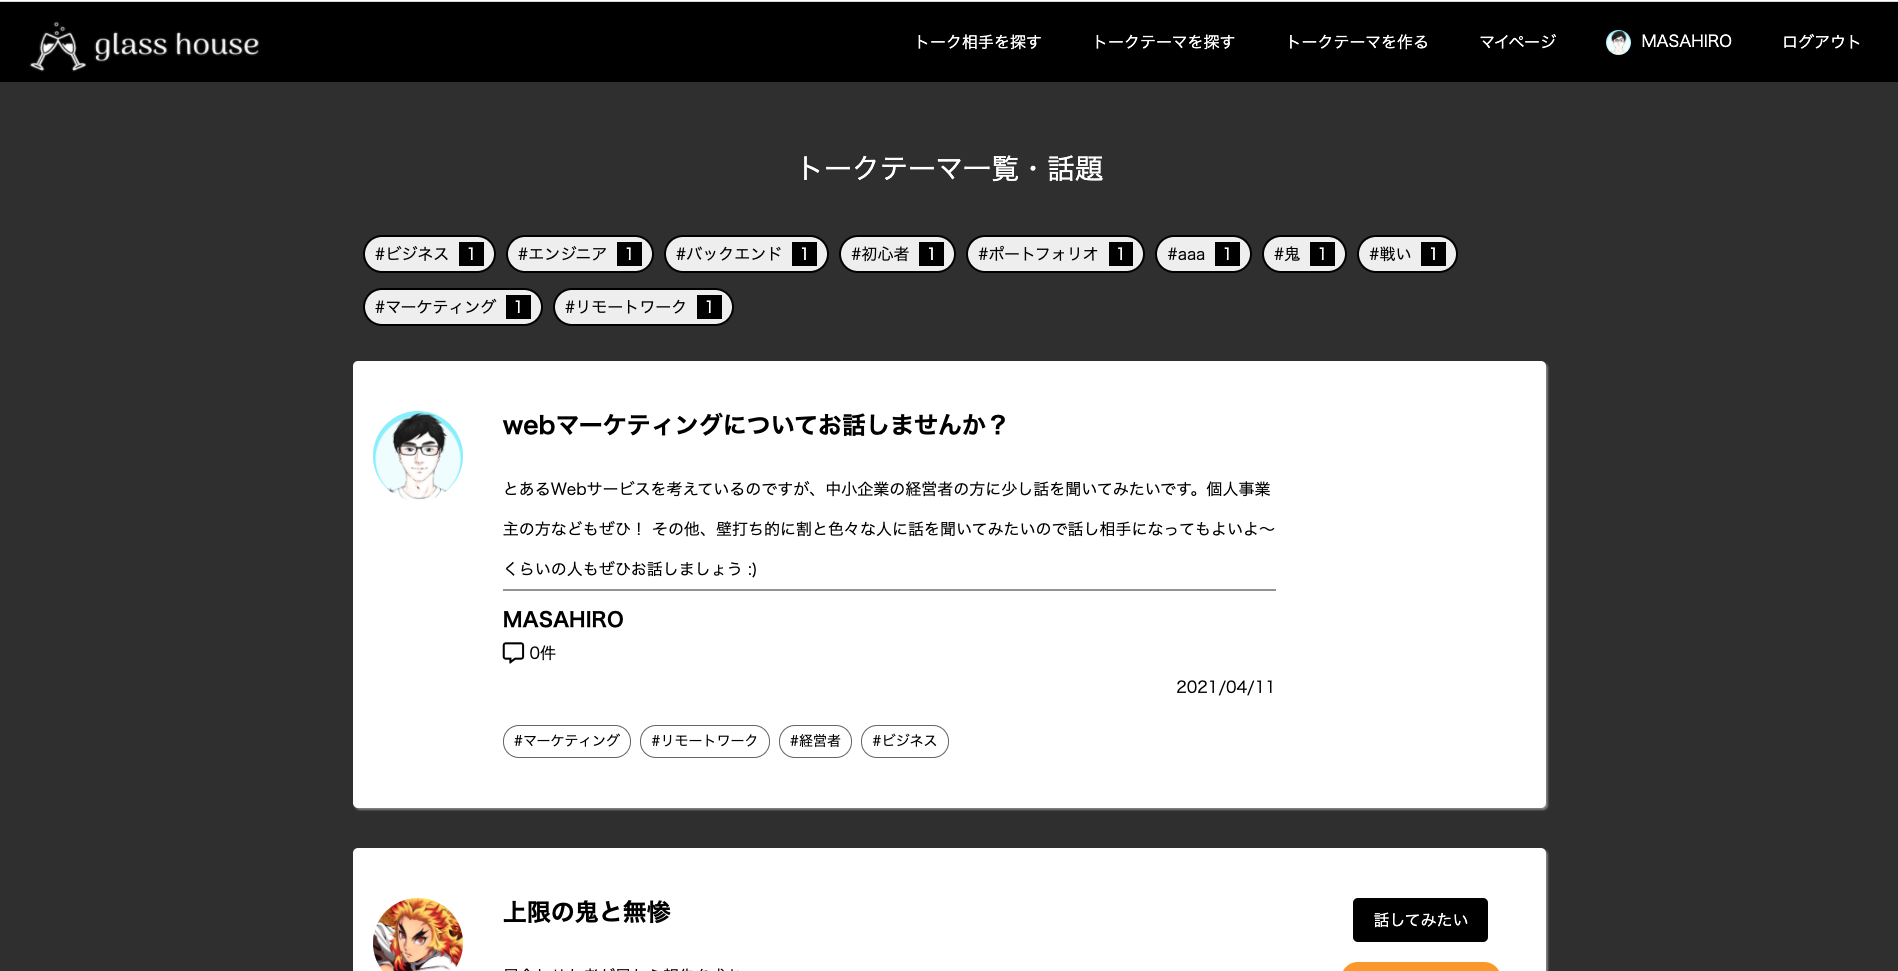 glass house
トーク相手を探す トークテーマを探す トークテーマを作る マイページ MASAHIRO ログアウト
トークテーマ一覧・話題
#ビジネス 1 #エンジニア 1 #バックエンド 1 #初心者 1 #ポートフォリオ 1 #aaa 1 #鬼 1 #戦い 1
#マーケティング 1 #リモートワーク 1
webマーケティングについてお話しませんか？
とあるWebサービスを考えているのですが、中小企業の経営者の方に少し話を聞いてみたいです。個人事業
主の方などもぜひ！ その他、壁打ち的に割と色々な人に話を聞いてみたいので話し相手になってもよいよ〜
くらいの人もぜひお話しましょう :)
MASAHIRO
0件
2021/04/11
#マーケティング #リモートワーク #経営者 #ビジネス
上限の鬼と無惨
話してみたい